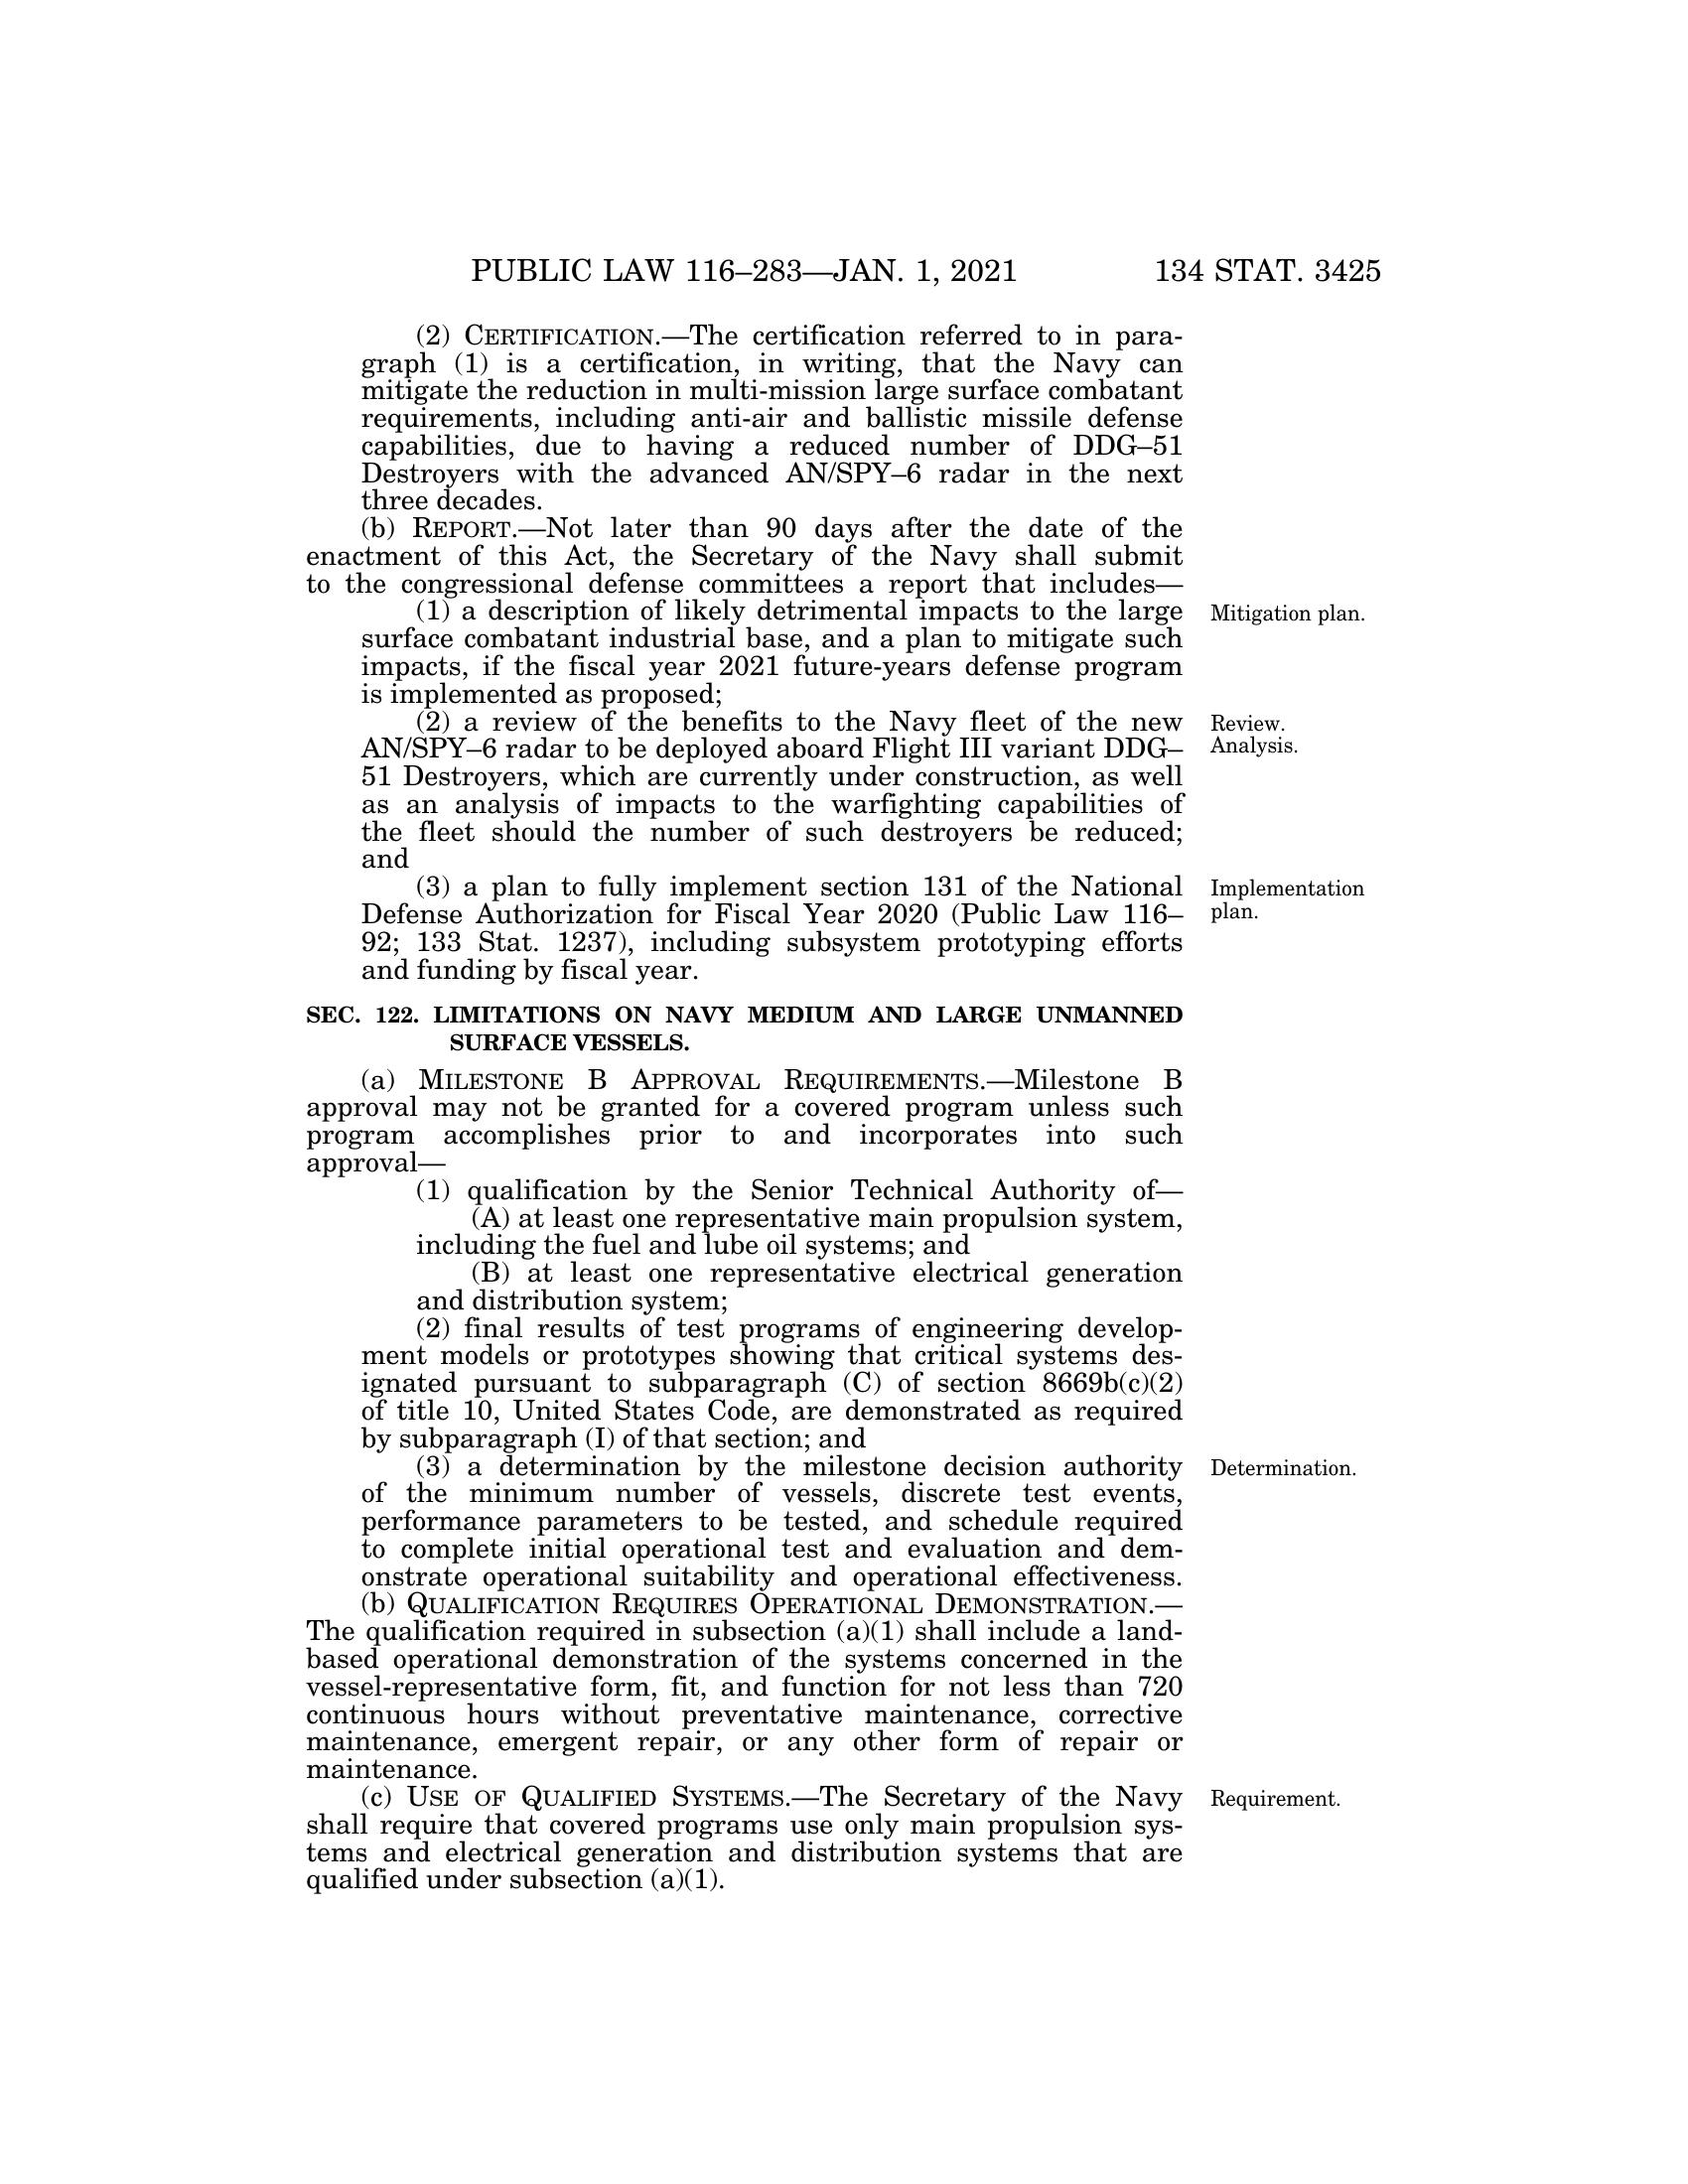 PUBLIC LAW 116–283—JAN. 1, 2021 134 STAT. 3425
(2) CERTIFICATION.—The certification referred to in para-
graph (1) is a certification, in writing, that the Navy can
mitigate the reduction in multi-mission large surface combatant
requirements, including anti-air and ballistic missile defense
capabilities, due to having a reduced number of DDG–51
Destroyers with the advanced AN/SPY–6 radar in the next
three decades.
(b) REPORT.—Not later than 90 days after the date of the
enactment of this Act, the Secretary of the Navy shall submit
to the congressional defense committees a report that includes—
(1) a description of likely detrimental impacts to the large
surface combatant industrial base, and a plan to mitigate such
impacts, if the fiscal year 2021 future-years defense program
is implemented as proposed;
Mitigation plan.
(2) a review of the benefits to the Navy fleet of the new
AN/SPY–6 radar to be deployed aboard Flight III variant DDG–
51 Destroyers, which are currently under construction, as well
as an analysis of impacts to the warfighting capabilities of
the fleet should the number of such destroyers be reduced;
and
Review.
Analysis.
(3) a plan to fully implement section 131 of the National
Defense Authorization for Fiscal Year 2020 (Public Law 116–
92; 133 Stat. 1237), including subsystem prototyping efforts
and funding by fiscal year.
Implementation
plan.
SEC. 122. LIMITATIONS ON NAVY MEDIUM AND LARGE UNMANNED
SURFACE VESSELS.
(a) MILESTONE B APPROVAL REQUIREMENTS.—Milestone B
approval may not be granted for a covered program unless such
program accomplishes prior to and incorporates into such
approval—
(1) qualification by the Senior Technical Authority of—
(A) at least one representative main propulsion system,
including the fuel and lube oil systems; and
(B) at least one representative electrical generation
and distribution system;
(2) final results of test programs of engineering develop-
ment models or prototypes showing that critical systems des-
ignated pursuant to subparagraph (C) of section 8669b(c)(2)
of title 10, United States Code, are demonstrated as required
by subparagraph (I) of that section; and
(3) a determination by the milestone decision authority
of the minimum number of vessels, discrete test events,
performance parameters to be tested, and schedule required
to complete initial operational test and evaluation and dem-
onstrate operational suitability and operational effectiveness.
Determination.
(b) QUALIFICATION REQUIRES OPERATIONAL DEMONSTRATION.—
The qualification required in subsection (a)(1) shall include a land-
based operational demonstration of the systems concerned in the
vessel-representative form, fit, and function for not less than 720
continuous hours without preventative maintenance, corrective
maintenance, emergent repair, or any other form of repair or
maintenance.
(c) USE OF QUALIFIED SYSTEMS.—The Secretary of the Navy
shall require that covered programs use only main propulsion sys-
tems and electrical generation and distribution systems that are
qualified under subsection (a)(1).
Requirement.